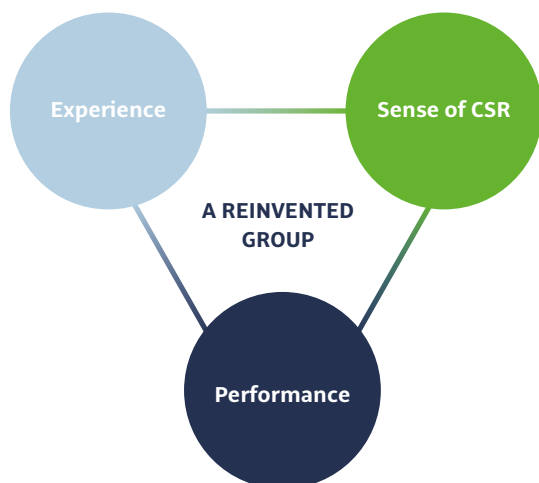 Experience
Sense of CSR
A REINVENTED
GROUP
Performance